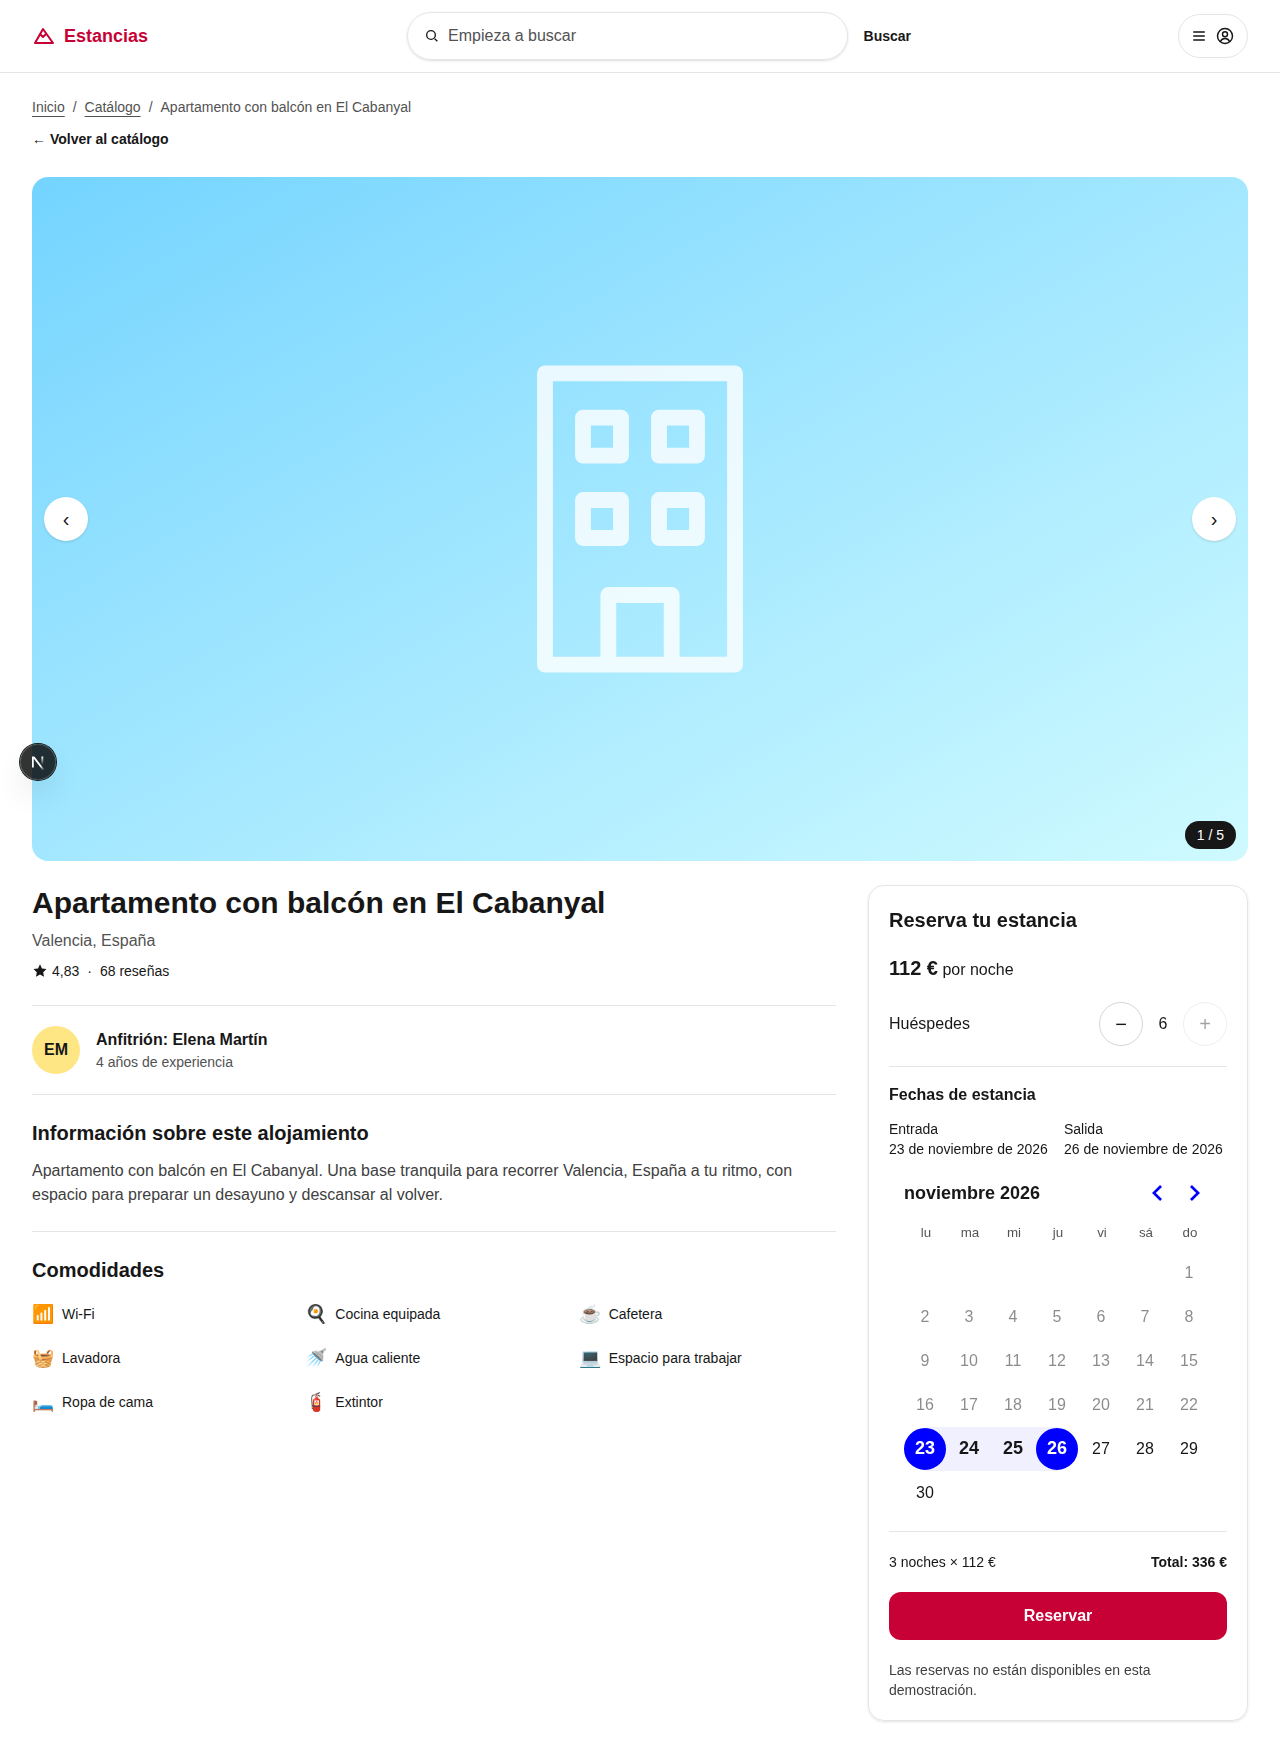 Estancias
Empieza a buscar
Buscar
Inicio / Catálogo / Apartamento con balcón en El Cabanyal
← Volver al catálogo
‹
›
N
1 / 5
Apartamento con balcón en El Cabanyal
Valencia, España
★ 4,83 · 68 reseñas
EM
Anfitrión: Elena Martín
4 años de experiencia
Información sobre este alojamiento
Apartamento con balcón en El Cabanyal. Una base tranquila para recorrer Valencia, España a tu ritmo, con
espacio para preparar un desayuno y descansar al volver.
Comodidades
Wi-Fi
Cocina equipada
Cafetera
Lavadora
Agua caliente
Espacio para trabajar
Ropa de cama
Extintor
Reserva tu estancia
112 € por noche
Huéspedes − 6 +
Fechas de estancia
Entrada Salida
23 de noviembre de 2026 26 de noviembre de 2026
noviembre 2026
lu ma mi ju vi sá do
1
2 3 4 5 6 7 8
9 10 11 12 13 14 15
16 17 18 19 20 21 22
23 24 25 26 27 28 29
30
3 noches × 112 € Total: 336 €
Reservar
Las reservas no están disponibles en esta
demostración.